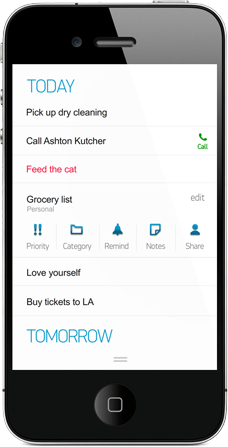 TODAY
Pick up dry cleaning
Call Ashton Kutcher
Call
Feed the cat
Grocery list
edit
Personal
Priority Category Remind Notes Share
Love yourself
Buy tickets to LA
TOMORROW